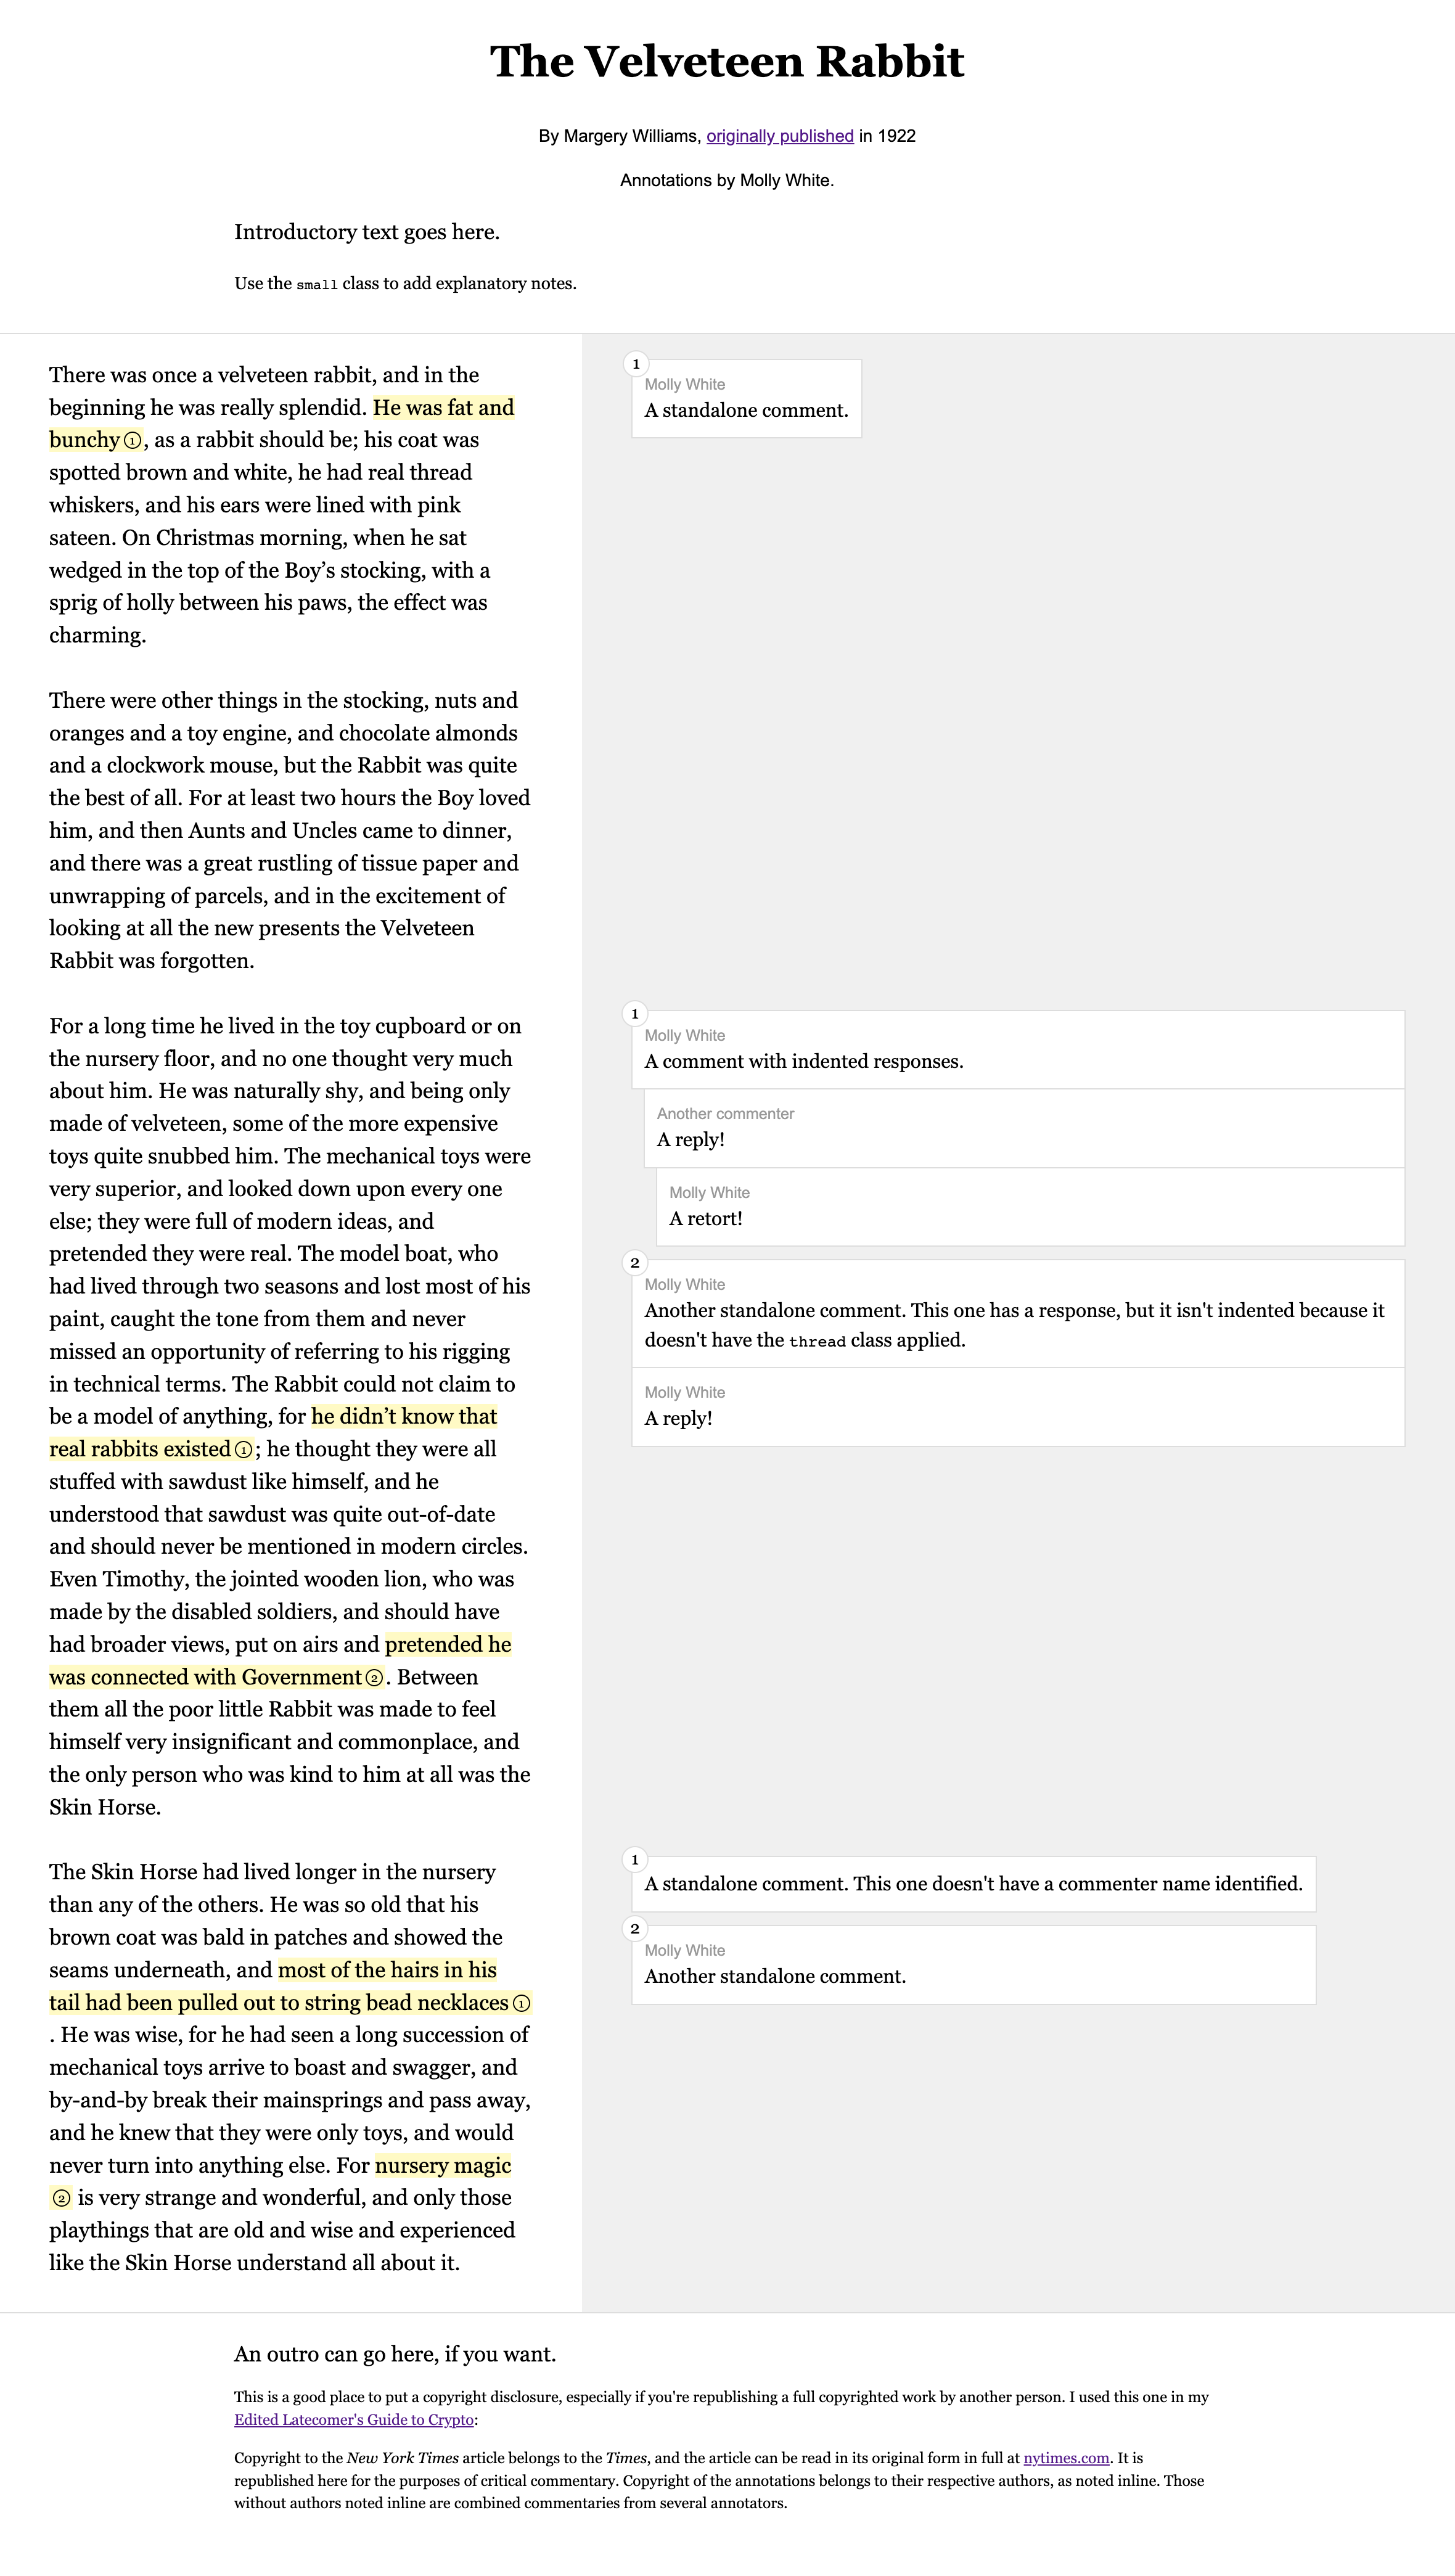 The Velveteen Rabbit
By Margery Williams, originally published in 1922
Annotations by Molly White.
Introductory text goes here.
Use the small class to add explanatory notes.
There was once a velveteen rabbit, and in the
beginning he was really splendid. He was fat and
bunchy①, as a rabbit should be; his coat was
spotted brown and white, he had real thread
whiskers, and his ears were lined with pink
sateen. On Christmas morning, when he sat
wedged in the top of the Boy’s stocking, with a
sprig of holly between his paws, the effect was
charming.
1
Molly White
A standalone comment.
There were other things in the stocking, nuts and
oranges and a toy engine, and chocolate almonds
and a clockwork mouse, but the Rabbit was quite
the best of all. For at least two hours the Boy loved
him, and then Aunts and Uncles came to dinner,
and there was a great rustling of tissue paper and
unwrapping of parcels, and in the excitement of
looking at all the new presents the Velveteen
Rabbit was forgotten.
For a long time he lived in the toy cupboard or on
the nursery floor, and no one thought very much
about him. He was naturally shy, and being only
made of velveteen, some of the more expensive
toys quite snubbed him. The mechanical toys were
very superior, and looked down upon every one
else; they were full of modern ideas, and
pretended they were real. The model boat, who
had lived through two seasons and lost most of his
paint, caught the tone from them and never
missed an opportunity of referring to his rigging
in technical terms. The Rabbit could not claim to
be a model of anything, for he didn’t know that
real rabbits existed①; he thought they were all
stuffed with sawdust like himself, and he
understood that sawdust was quite out-of-date
and should never be mentioned in modern circles.
Even Timothy, the jointed wooden lion, who was
made by the disabled soldiers, and should have
had broader views, put on airs and pretended he
was connected with Government②. Between
them all the poor little Rabbit was made to feel
himself very insignificant and commonplace, and
the only person who was kind to him at all was the
Skin Horse.
1
Molly White
A comment with indented responses.
Another commenter
A reply!
Molly White
A retort!
2
Molly White
Another standalone comment. This one has a response, but it isn't indented because it
doesn't have the thread class applied.
Molly White
A reply!
The Skin Horse had lived longer in the nursery
than any of the others. He was so old that his
brown coat was bald in patches and showed the
seams underneath, and most of the hairs in his
tail had been pulled out to string bead necklaces①
. He was wise, for he had seen a long succession of
mechanical toys arrive to boast and swagger, and
by-and-by break their mainsprings and pass away,
and he knew that they were only toys, and would
never turn into anything else. For nursery magic
② is very strange and wonderful, and only those
playthings that are old and wise and experienced
like the Skin Horse understand all about it.
1
A standalone comment. This one doesn't have a commenter name identified.
2
Molly White
Another standalone comment.
An outro can go here, if you want.
This is a good place to put a copyright disclosure, especially if you're republishing a full copyrighted work by another person. I used this one in my
Edited Latecomer's Guide to Crypto:
Copyright to the New York Times article belongs to the Times, and the article can be read in its original form in full at nytimes.com. It is
republished here for the purposes of critical commentary. Copyright of the annotations belongs to their respective authors, as noted inline. Those
without authors noted inline are combined commentaries from several annotators.